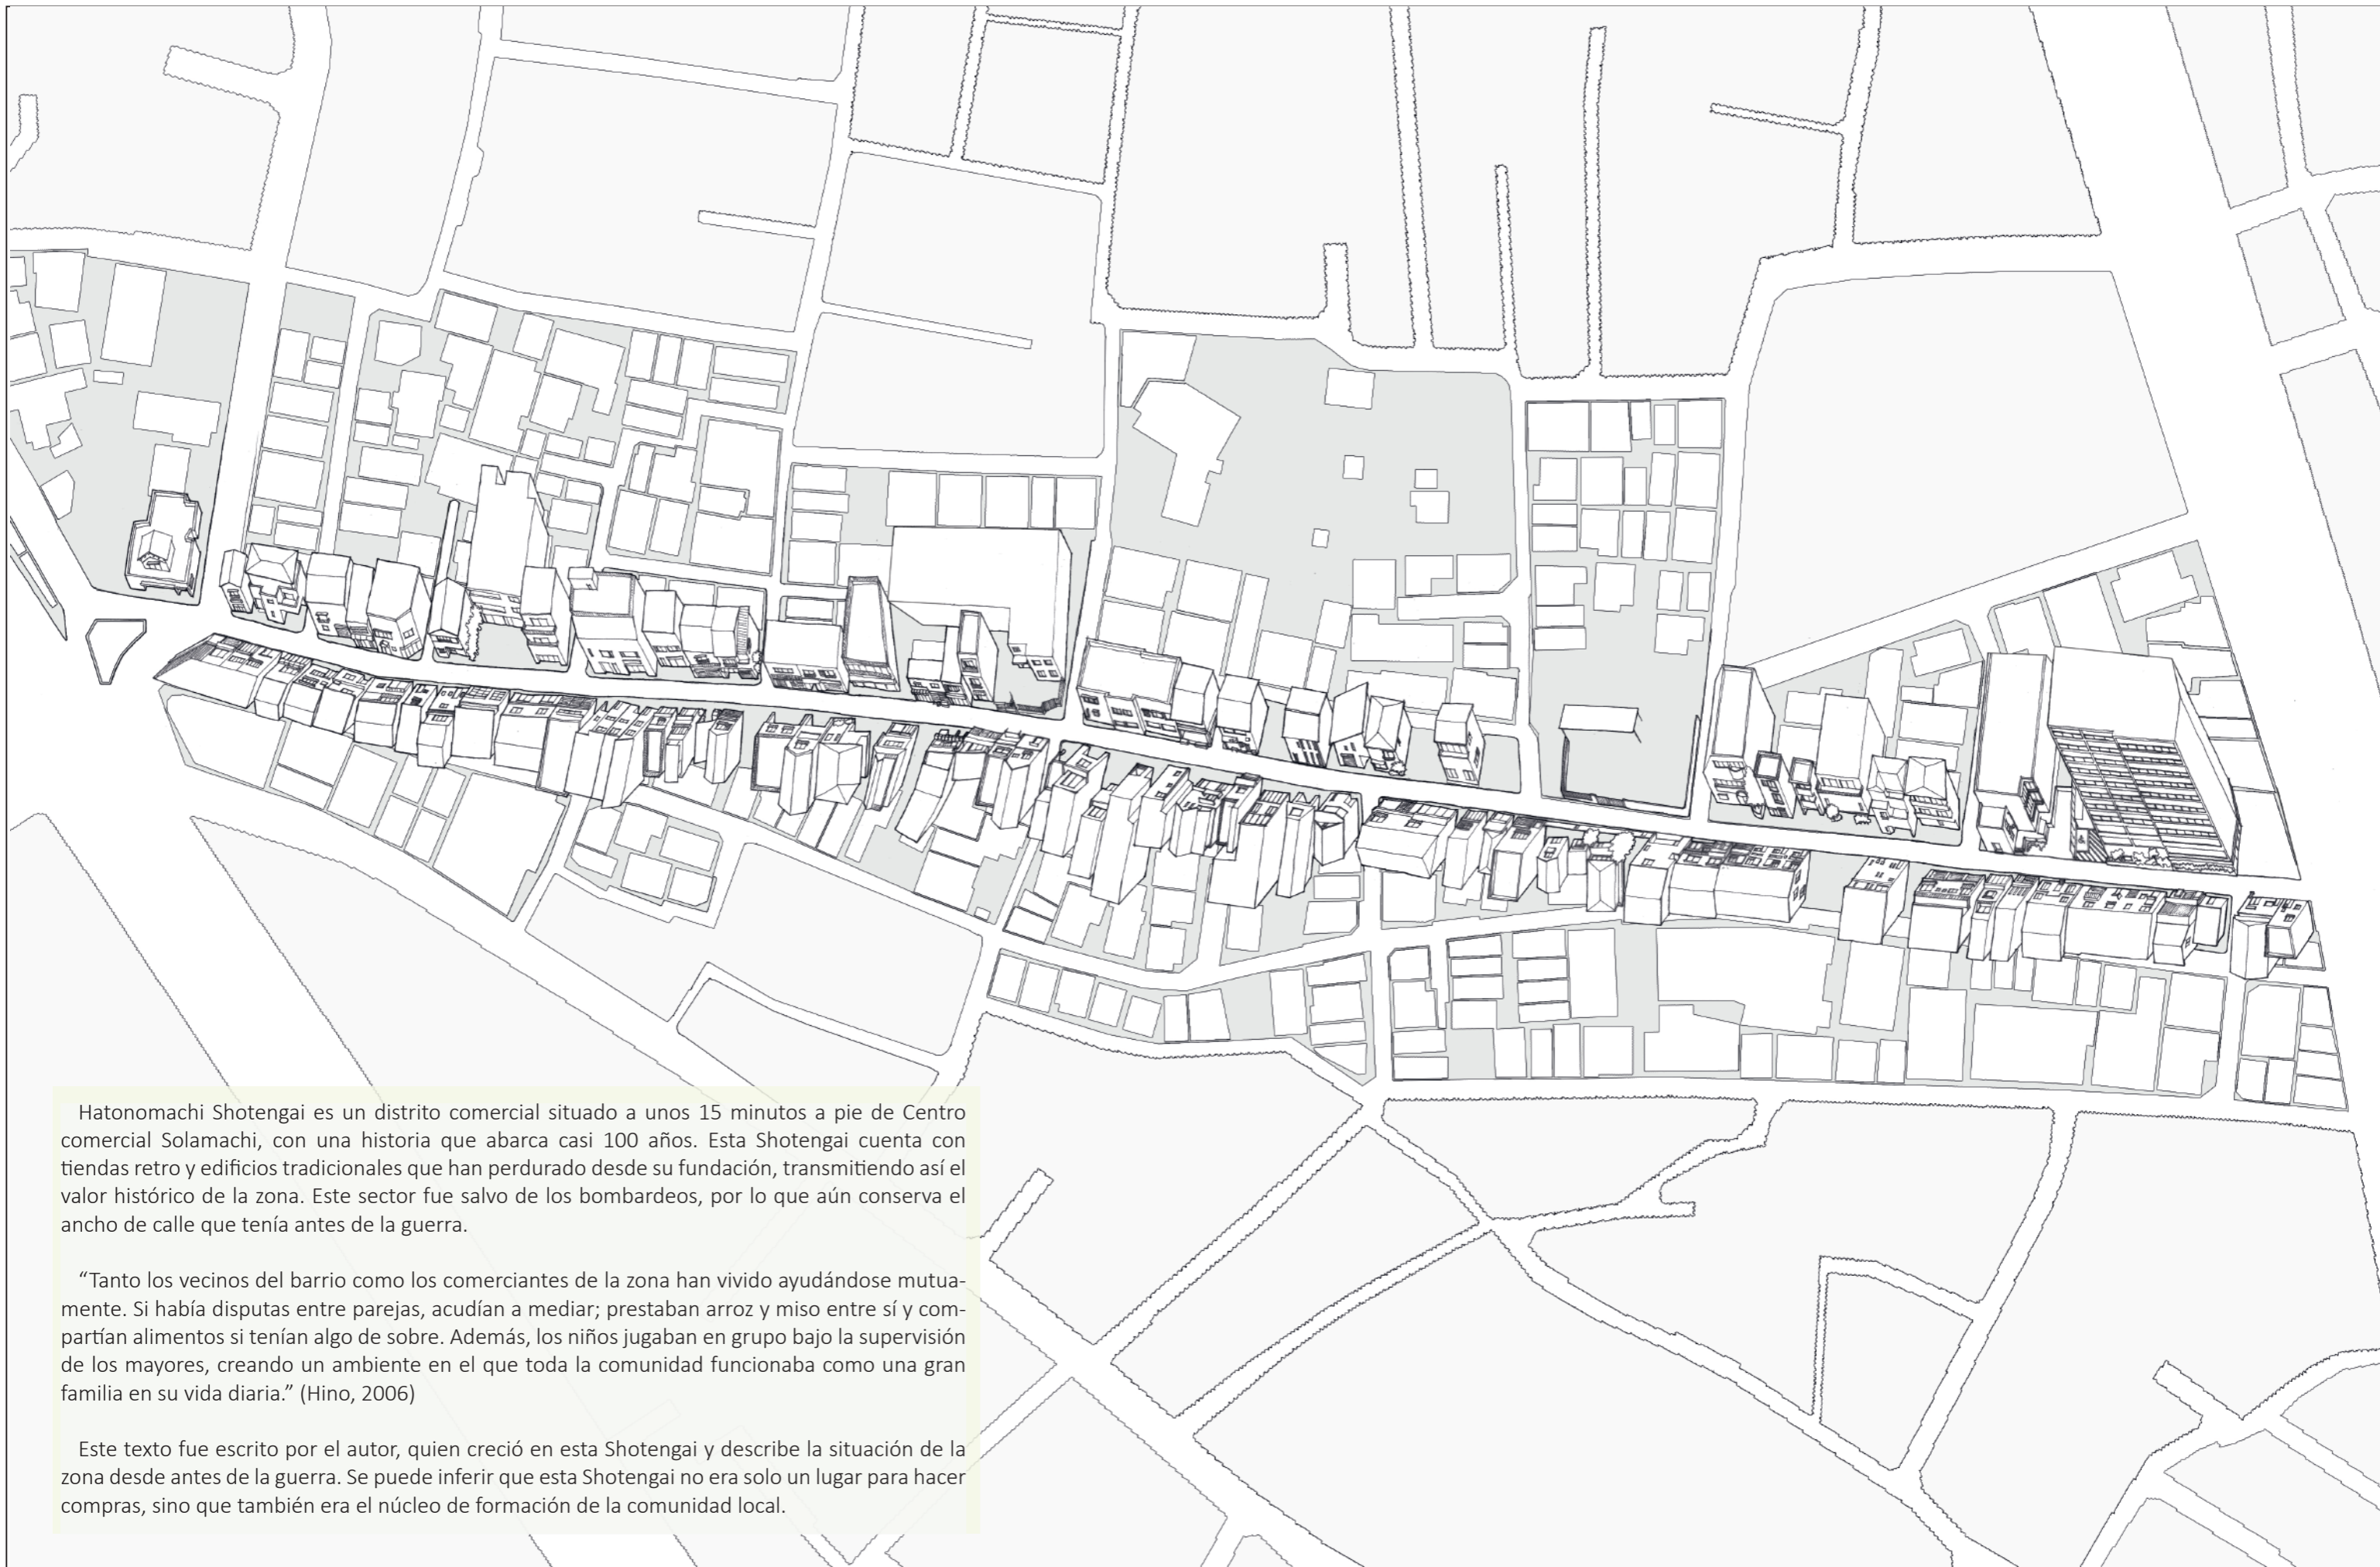 Hatonomachi Shotengai es un distrito comercial situado a unos 15 minutos a pie de Centro
comercial Solamachi, con una historia que abarca casi 100 años. Esta Shotengai cuenta con
tiendas retro y edificios tradicionales que han perdurado desde su fundación, transmitiendo así el
valor histórico de la zona. Este sector fue salvo de los bombardeos, por lo que aún conserva el
ancho de calle que tenía antes de la guerra.
“Tanto los vecinos del barrio como los comerciantes de la zona han vivido ayudándose mutua-
mente. Si había disputas entre parejas, acudían a mediar; prestaban arroz y miso entre sí y com-
partían alimentos si tenían algo de sobre. Además, los niños jugaban en grupo bajo la supervisión
de los mayores, creando un ambiente en el que toda la comunidad funcionaba como una gran
familia en su vida diaria.” (Hino, 2006)
Este texto fue escrito por el autor, quien creció en esta Shotengai y describe la situación de la
zona desde antes de la guerra. Se puede inferir que esta Shotengai no era solo un lugar para hacer
compras, sino que también era el núcleo de formación de la comunidad local.